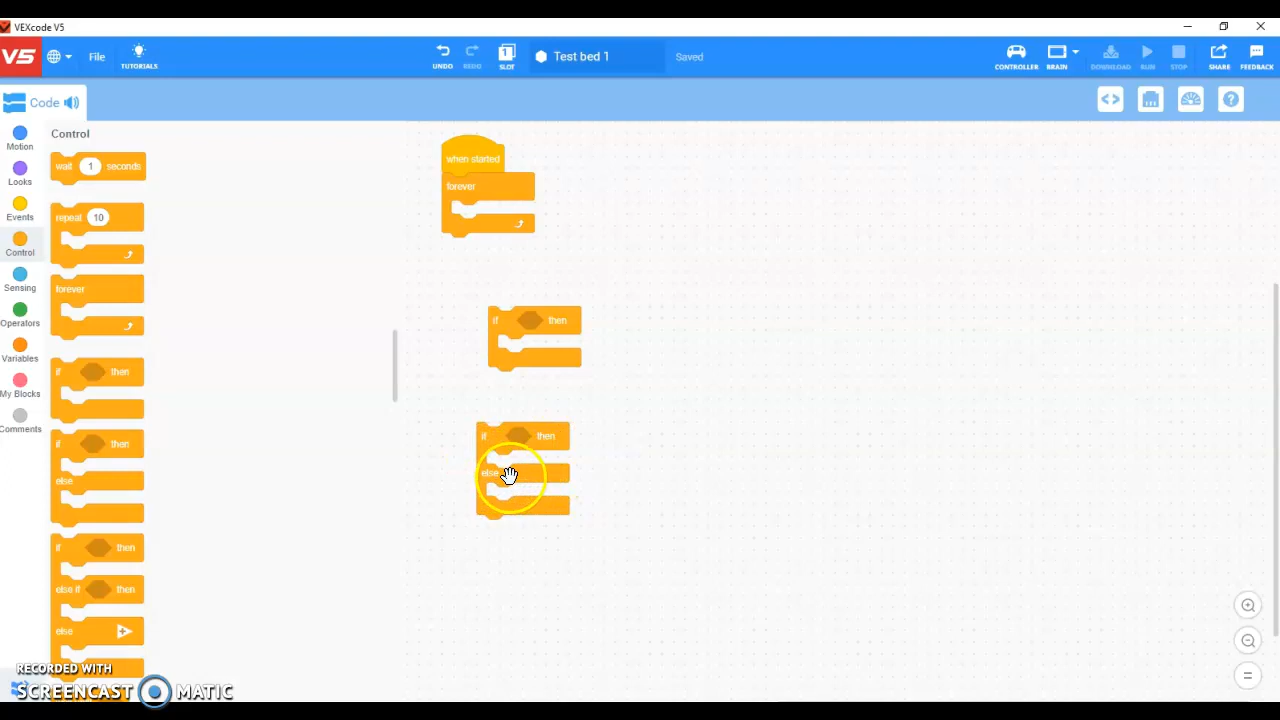 VEXcode V5
V5
File
TUTORIALS
UNDO
REDO
1
SLOT
Test bed 1
Saved
CONTROLLER
BRAIN
DOWNLOAD
RUN
STOP
SHARE
FEEDBACK
Code
Motion
Looks
Events
Control
Sensing
Operators
Variables
My Blocks
Comments
Control
wait 1 seconds
repeat 10
forever
if then
if then
else
if then
else if then
else
when started
forever
if then
if then
else
RECORDED WITH
SCREENCAST MATIC